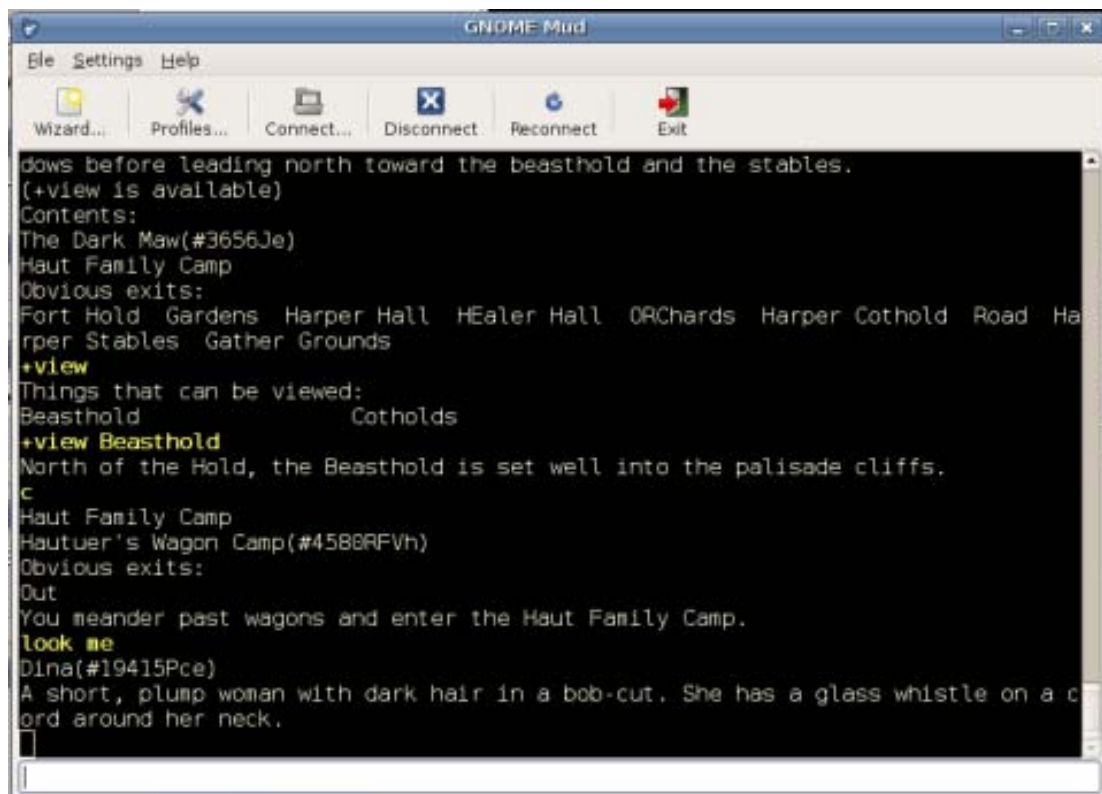 GNOME Mud
File Settings Help
Wizard... Profiles... Connect... Disconnect Reconnect Exit
dows before leading north toward the beasthold and the stables.
(+view is available)
Contents:
The Dark Maw(#3656Je)
Haut Family Camp
Obvious exits:
Fort Hold  Gardens  Harper Hall  HEaler Hall  ORChards  Harper Cothold  Road  Ha
rper Stables  Gather Grounds
+view
Things that can be viewed:
Beasthold                Cotholds
+view Beasthold
North of the Hold, the Beasthold is set well into the palisade cliffs.
c
Haut Family Camp
Hautuer's Wagon Camp(#4580RFVh)
Obvious exits:
Out
You meander past wagons and enter the Haut Family Camp.
look me
Dina(#19415Pce)
A short, plump woman with dark hair in a bob-cut. She has a glass whistle on a c
ord around her neck.